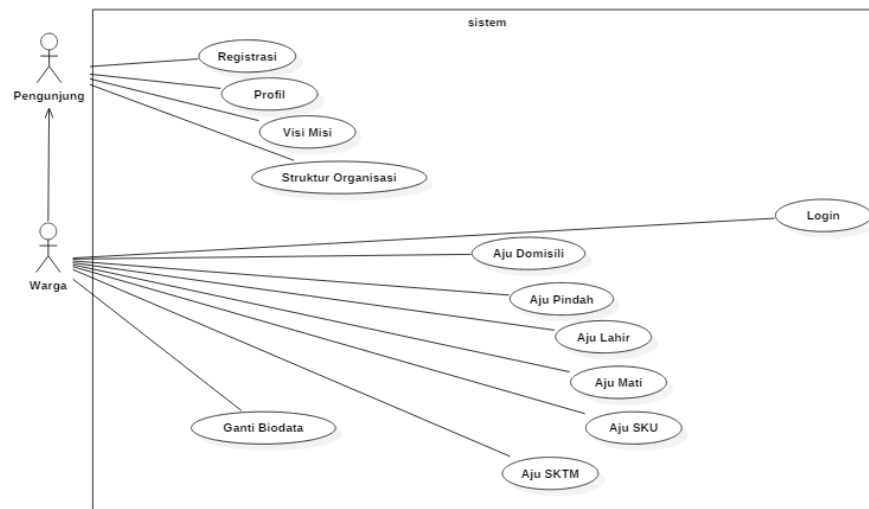 sistem
Registrasi
Pengunjung
Profil
Visi Misi
Struktur Organisasi
Login
Aju Domisili
Warga
Aju Pindah
Aju Lahir
Aju Mati
Ganti Biodata
Aju SKU
Aju SKTM